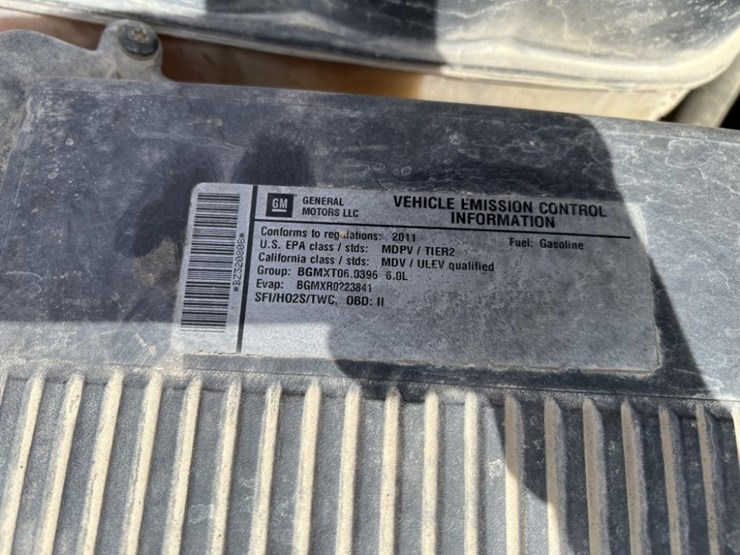 GM
GENERAL
MOTORS LLC
VEHICLE EMISSION CONTROL
INFORMATION
Conforms to regulations: 2011
Fuel: Gasoline
U.S. EPA class / stds: MDPV / TIER2
California class / stds: MDV / ULEV qualified
Group: BGMXT06.0396 6.0L
Evap: BGMXR0223841
SFI/HO2S/TWC, OBD: II